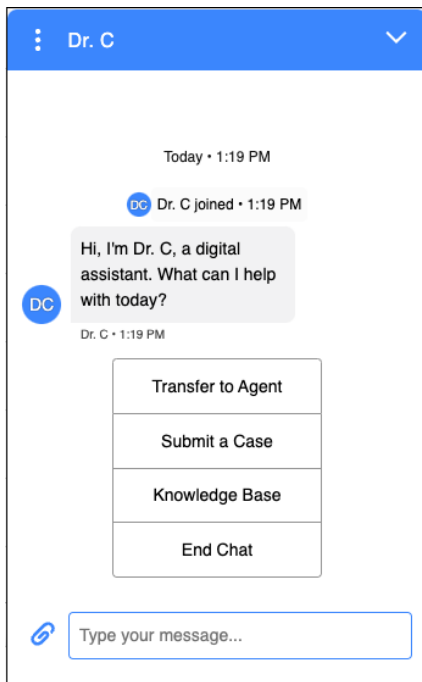 Dr. C
Today • 1:19 PM
DC Dr. C joined • 1:19 PM
Hi, I'm Dr. C, a digital
assistant. What can I help
with today?
DC
Dr. C • 1:19 PM
Transfer to Agent
Submit a Case
Knowledge Base
End Chat
Type your message...